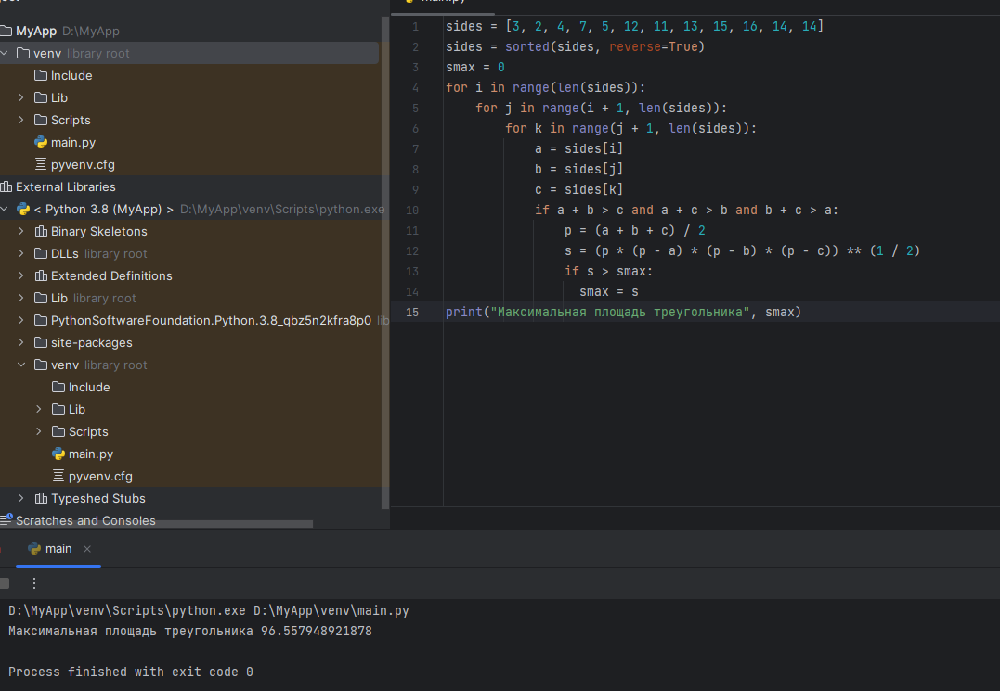 MyApp D:\MyApp
venv library root
Include
Lib
Scripts
main.py
pyvenv.cfg
External Libraries
< Python 3.8 (MyApp) > D:\MyApp\venv\Scripts\python.exe
Binary Skeletons
DLLs library root
Extended Definitions
Lib library root
PythonSoftwareFoundation.Python.3.8_qbz5n2kfra8p0
site-packages
venv library root
Include
Lib
Scripts
main.py
pyvenv.cfg
Typeshed Stubs
Scratches and Consoles
1 sides = [3, 2, 4, 7, 5, 12, 11, 13, 15, 16, 14, 14]
2 sides = sorted(sides, reverse=True)
3 smax = 0
4 for i in range(len(sides)):
5 for j in range(i + 1, len(sides)):
6 for k in range(j + 1, len(sides)):
7 a = sides[i]
8 b = sides[j]
9 c = sides[k]
10 if a + b > c and a + c > b and b + c > a:
11 p = (a + b + c) / 2
12 s = (p * (p - a) * (p - b) * (p - c)) ** (1 / 2)
13 if s > smax:
14 smax = s
15 print("Максимальная площадь треугольника", smax)
main
D:\MyApp\venv\Scripts\python.exe D:\MyApp\venv\main.py
Максимальная площадь треугольника 96.557948921878
Process finished with exit code 0